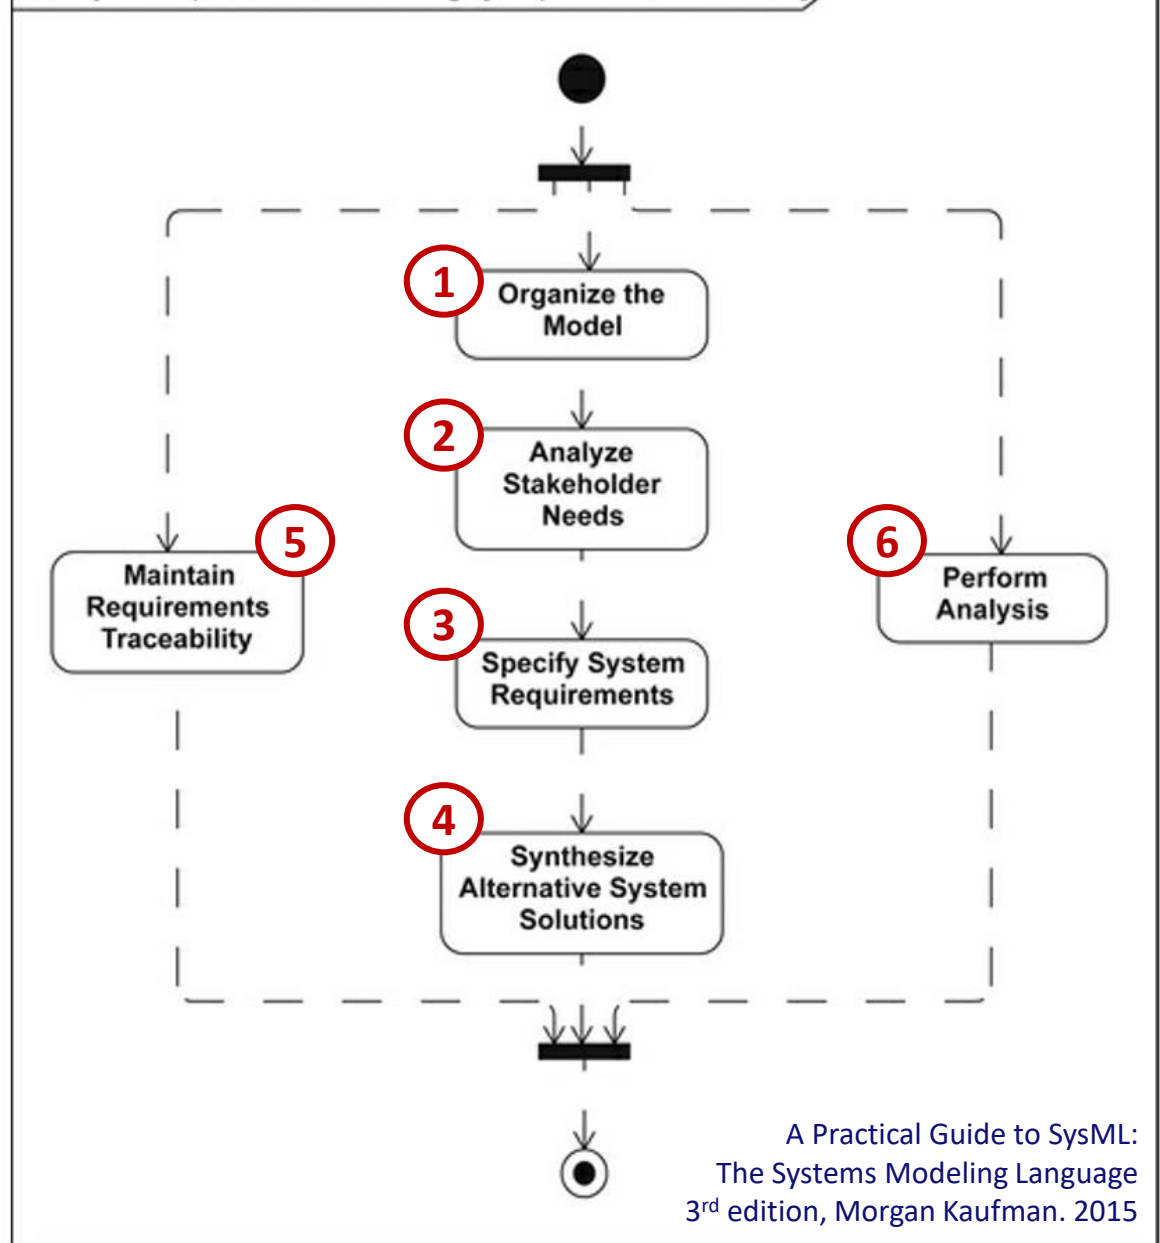 1
Organize the
Model
2
Analyze
Stakeholder
Needs
5
Maintain
Requirements
Traceability
6
Perform
Analysis
3
Specify System
Requirements
4
Synthesize
Alternative System
Solutions
A Practical Guide to SysML:
The Systems Modeling Language
3rd edition, Morgan Kaufman. 2015